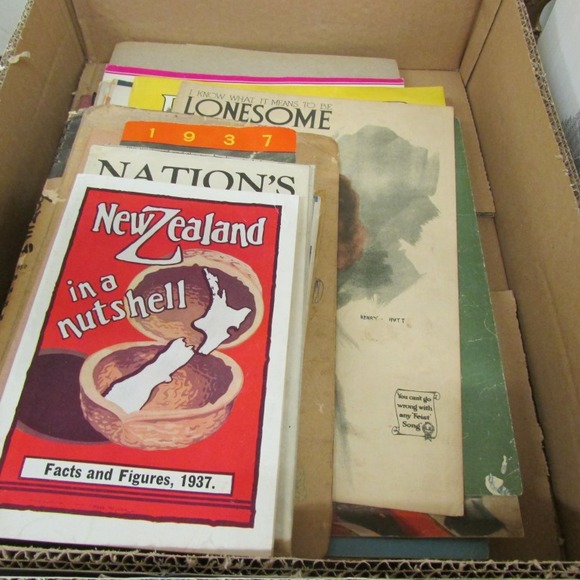 I KNOW WHAT IT MEANS TO BE
LONESOME
1937
NATION'S
New Zealand
in a
nutshell
Facts and Figures, 1937.
You can't go
wrong with
any 'Feist'
Song